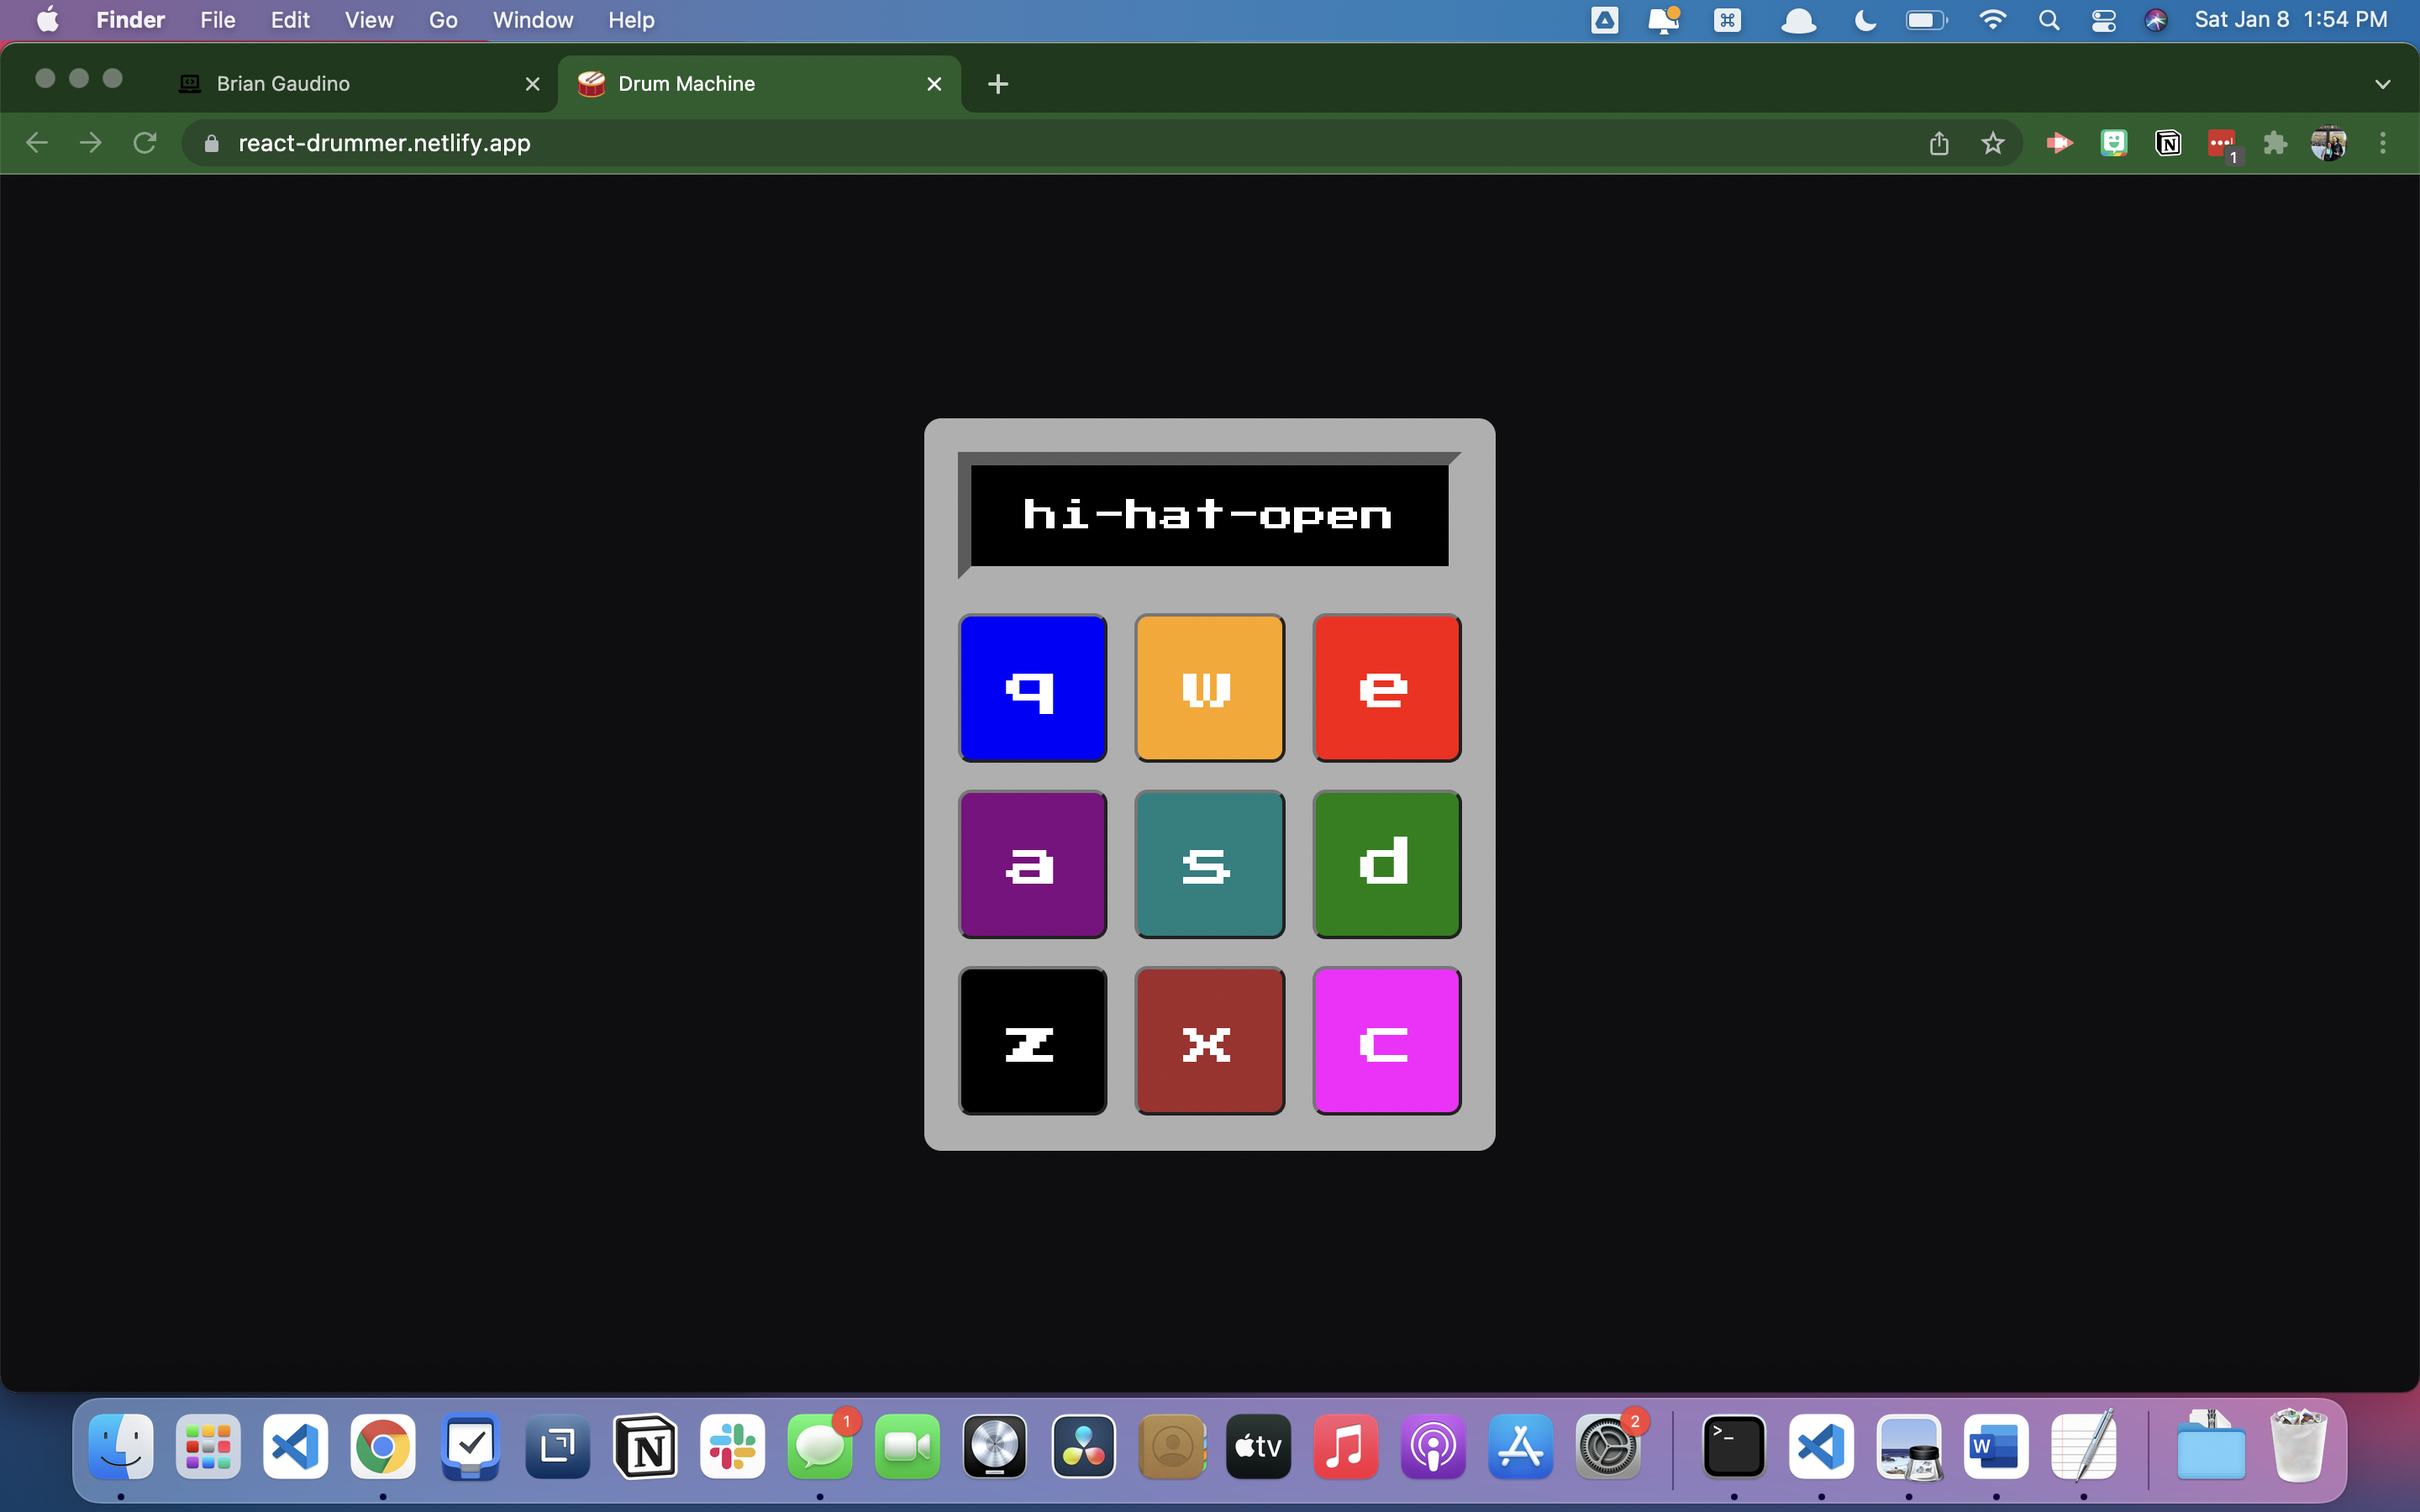 Finder File Edit View Go Window Help Sat Jan 8 1:54 PM
Brian Gaudino Drum Machine
react-drummer.netlify.app
1
hi-hat-open
q w e
a s d
z x c
1 tv 2 >_ W